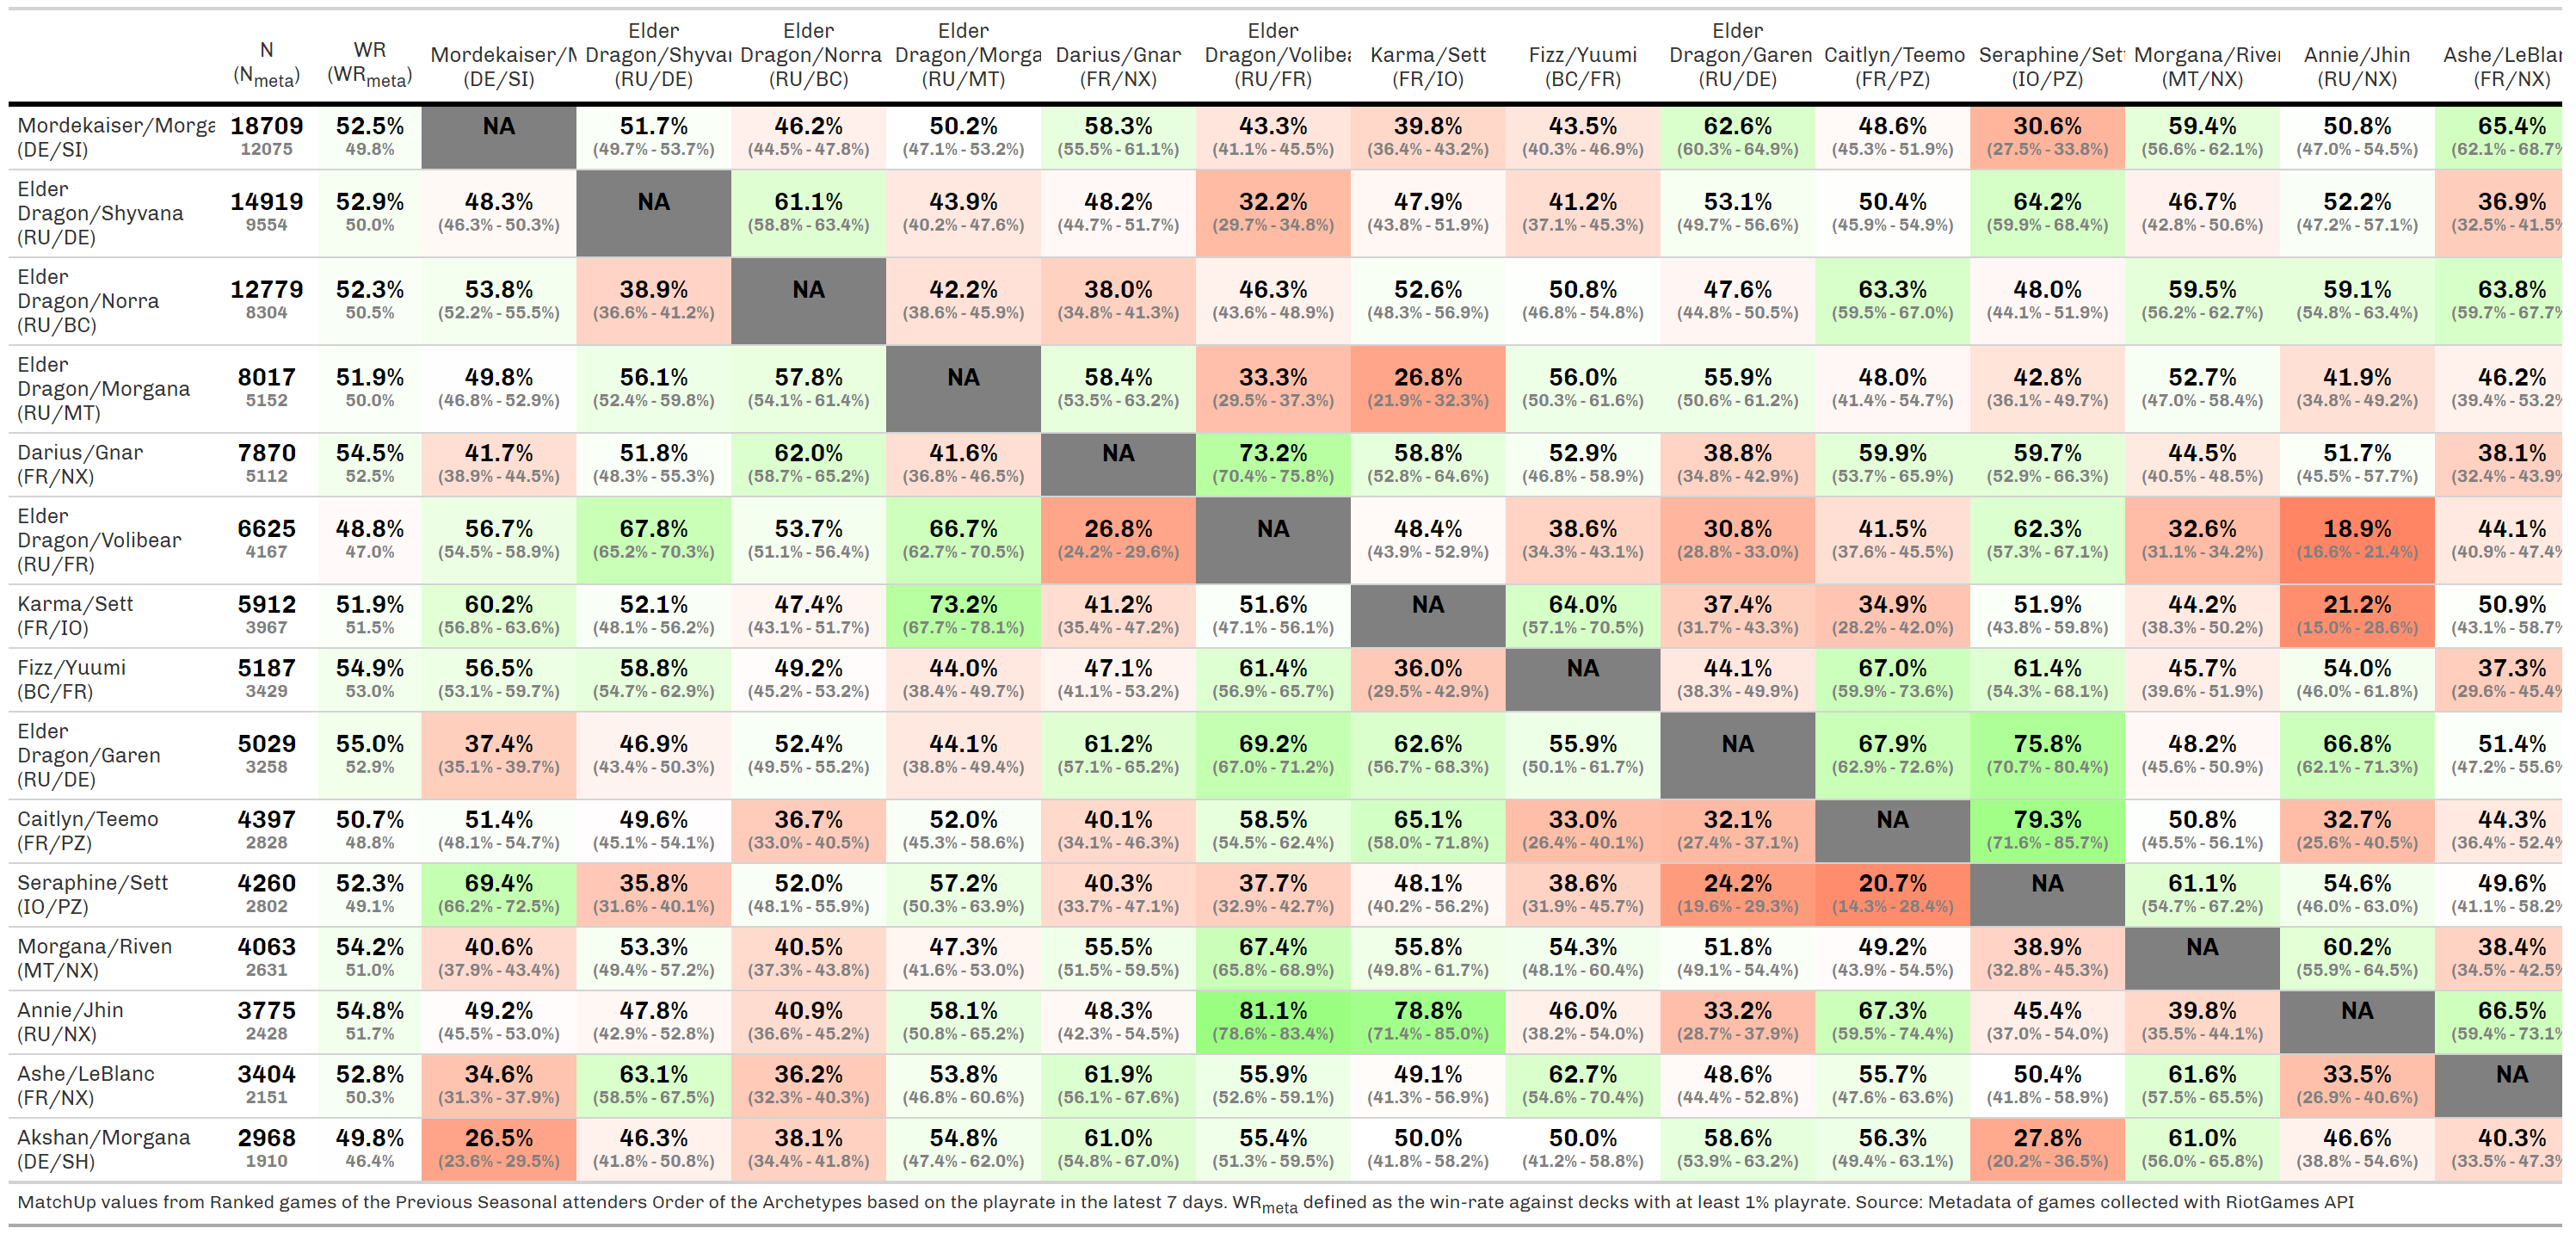 N (N_meta) WR (WR_meta) Mordekaiser/M (DE/SI) Elder Dragon/Shyvar (RU/DE) Elder Dragon/Norra (RU/BC) Elder Dragon/Morga (RU/MT) Darius/Gnar (FR/NX) Elder Dragon/Volibea (RU/FR) Karma/Sett (FR/IO) Fizz/Yuumi (BC/FR) Elder Dragon/Garen (RU/DE) Caitlyn/Teemo (FR/PZ) Seraphine/Sett (IO/PZ) Morgana/Riven (MT/NX) Annie/Jhin (RU/NX) Ashe/LeBlan (FR/NX)
Mordekaiser/Morga 18709 52.5% NA 51.7% 46.2% 50.2% 58.3% 43.3% 39.8% 43.5% 62.6% 48.6% 30.6% 59.4% 50.8% 65.4%
(DE/SI) 12075 49.8% (49.7% - 53.7%) (44.5% - 47.8%) (47.1% - 53.2%) (55.5% - 61.1%) (41.1% - 45.5%) (36.4% - 43.2%) (40.3% - 46.9%) (60.3% - 64.9%) (45.3% - 51.9%) (27.5% - 33.8%) (56.6% - 62.1%) (47.0% - 54.5%) (62.1% - 68.7%
Elder
Dragon/Shyvana 14919 52.9% 48.3% NA 61.1% 43.9% 48.2% 32.2% 47.9% 41.2% 53.1% 50.4% 64.2% 46.7% 52.2% 36.9%
(RU/DE) 9554 50.0% (46.3% - 50.3%) (58.8% - 63.4%) (40.2% - 47.6%) (44.7% - 51.7%) (29.7% - 34.8%) (43.8% - 51.9%) (37.1% - 45.3%) (49.7% - 56.6%) (45.9% - 54.9%) (59.9% - 68.4%) (42.8% - 50.6%) (47.2% - 57.1%) (32.5% - 41.5%
Elder
Dragon/Norra 12779 52.3% 53.8% 38.9% NA 42.2% 38.0% 46.3% 52.6% 50.8% 47.6% 63.3% 48.0% 59.5% 59.1% 63.8%
(RU/BC) 8304 50.5% (52.2% - 55.5%) (36.6% - 41.2%) (38.6% - 45.9%) (34.8% - 41.3%) (43.6% - 48.9%) (48.3% - 56.9%) (46.8% - 54.8%) (44.8% - 50.5%) (59.5% - 67.0%) (44.1% - 51.9%) (56.2% - 62.7%) (54.8% - 63.4%) (59.7% - 67.7%
Elder
Dragon/Morgana 8017 51.9% 49.8% 56.1% 57.8% NA 58.4% 33.3% 26.8% 56.0% 55.9% 48.0% 42.8% 52.7% 41.9% 46.2%
(RU/MT) 5152 50.0% (46.8% - 52.9%) (52.4% - 59.8%) (54.1% - 61.4%) (53.5% - 63.2%) (29.5% - 37.3%) (21.9% - 32.3%) (50.3% - 61.6%) (50.6% - 61.2%) (41.4% - 54.7%) (36.1% - 49.7%) (47.0% - 58.4%) (34.8% - 49.2%) (39.4% - 53.2%
Darius/Gnar 7870 54.5% 41.7% 51.8% 62.0% 41.6% NA 73.2% 58.8% 52.9% 38.8% 59.9% 59.7% 44.5% 51.7% 38.1%
(FR/NX) 5112 52.5% (38.9% - 44.5%) (48.3% - 55.3%) (58.7% - 65.2%) (36.8% - 46.5%) (70.4% - 75.8%) (52.8% - 64.6%) (46.8% - 58.9%) (34.8% - 42.9%) (53.7% - 65.9%) (52.9% - 66.3%) (40.5% - 48.5%) (45.5% - 57.7%) (32.4% - 43.9%
Elder
Dragon/Volibear 6625 48.8% 56.7% 67.8% 53.7% 66.7% 26.8% NA 48.4% 38.6% 30.8% 41.5% 62.3% 32.6% 18.9% 44.1%
(RU/FR) 4167 47.0% (54.5% - 58.9%) (65.2% - 70.3%) (51.1% - 56.4%) (62.7% - 70.5%) (24.2% - 29.6%) (43.9% - 52.9%) (34.3% - 43.1%) (28.8% - 33.0%) (37.6% - 45.5%) (57.3% - 67.1%) (31.1% - 34.2%) (16.6% - 21.4%) (40.9% - 47.4%
Karma/Sett 5912 51.9% 60.2% 52.1% 47.4% 73.2% 41.2% 51.6% NA 64.0% 37.4% 34.9% 51.9% 44.2% 21.2% 50.9%
(FR/IO) 3967 51.5% (56.8% - 63.6%) (48.1% - 56.2%) (43.1% - 51.7%) (67.7% - 78.1%) (35.4% - 47.2%) (47.1% - 56.1%) (57.1% - 70.5%) (31.7% - 43.3%) (28.2% - 42.0%) (43.8% - 59.8%) (38.3% - 50.2%) (15.0% - 28.6%) (43.1% - 58.7%
Fizz/Yuumi 5187 54.9% 56.5% 58.8% 49.2% 44.0% 47.1% 61.4% 36.0% NA 44.1% 67.0% 61.4% 45.7% 54.0% 37.3%
(BC/FR) 3429 53.0% (53.1% - 59.7%) (54.7% - 62.9%) (45.2% - 53.2%) (38.4% - 49.7%) (41.1% - 53.2%) (56.9% - 65.7%) (29.5% - 42.9%) (38.3% - 49.9%) (59.9% - 73.6%) (54.3% - 68.1%) (39.6% - 51.9%) (46.0% - 61.8%) (29.6% - 45.4%
Elder
Dragon/Garen 5029 55.0% 37.4% 46.9% 52.4% 44.1% 61.2% 69.2% 62.6% 55.9% NA 67.9% 75.8% 48.2% 66.8% 51.4%
(RU/DE) 3258 52.9% (35.1% - 39.7%) (43.4% - 50.3%) (49.5% - 55.2%) (38.8% - 49.4%) (57.1% - 65.2%) (67.0% - 71.2%) (56.7% - 68.3%) (50.1% - 61.7%) (62.9% - 72.6%) (70.7% - 80.4%) (45.6% - 50.9%) (62.1% - 71.3%) (47.2% - 55.6%
Caitlyn/Teemo 4397 50.7% 51.4% 49.6% 36.7% 52.0% 40.1% 58.5% 65.1% 33.0% 32.1% NA 79.3% 50.8% 32.7% 44.3%
(FR/PZ) 2828 48.8% (48.1% - 54.7%) (45.1% - 54.1%) (33.0% - 40.5%) (45.3% - 58.6%) (34.1% - 46.3%) (54.5% - 62.4%) (58.0% - 71.8%) (26.4% - 40.1%) (27.4% - 37.1%) (71.6% - 85.7%) (45.5% - 56.1%) (25.6% - 40.5%) (36.4% - 52.4%
Seraphine/Sett 4260 52.3% 69.4% 35.8% 52.0% 57.2% 40.3% 37.7% 48.1% 38.6% 24.2% 20.7% NA 61.1% 54.6% 49.6%
(IO/PZ) 2802 49.1% (66.2% - 72.5%) (31.6% - 40.1%) (48.1% - 55.9%) (50.3% - 63.9%) (33.7% - 47.1%) (32.9% - 42.7%) (40.2% - 56.2%) (31.9% - 45.7%) (19.6% - 29.3%) (14.3% - 28.4%) (54.7% - 67.2%) (46.0% - 63.0%) (41.1% - 58.2%
Morgana/Riven 4063 54.2% 40.6% 53.3% 40.5% 47.3% 55.5% 67.4% 55.8% 54.3% 51.8% 49.2% 38.9% NA 60.2% 38.4%
(MT/NX) 2631 51.0% (37.9% - 43.4%) (49.4% - 57.2%) (37.3% - 43.8%) (41.6% - 53.0%) (51.5% - 59.5%) (65.8% - 68.9%) (49.8% - 61.7%) (48.1% - 60.4%) (49.1% - 54.4%) (43.9% - 54.5%) (32.8% - 45.3%) (55.9% - 64.5%) (34.5% - 42.5%
Annie/Jhin 3775 54.8% 49.2% 47.8% 40.9% 58.1% 48.3% 81.1% 78.8% 46.0% 33.2% 67.3% 45.4% 39.8% NA 66.5%
(RU/NX) 2428 51.7% (45.5% - 53.0%) (42.9% - 52.8%) (36.6% - 45.2%) (50.8% - 65.2%) (42.3% - 54.5%) (78.6% - 83.4%) (71.4% - 85.0%) (38.2% - 54.0%) (28.7% - 37.9%) (59.5% - 74.4%) (37.0% - 54.0%) (35.5% - 44.1%) (59.4% - 73.1%
Ashe/LeBlanc 3404 52.8% 34.6% 63.1% 36.2% 53.8% 61.9% 55.9% 49.1% 62.7% 48.6% 55.7% 50.4% 61.6% 33.5% NA
(FR/NX) 2151 50.3% (31.3% - 37.9%) (58.5% - 67.5%) (32.3% - 40.3%) (46.8% - 60.6%) (56.1% - 67.6%) (52.6% - 59.1%) (41.3% - 56.9%) (54.6% - 70.4%) (44.4% - 52.8%) (47.6% - 63.6%) (41.8% - 58.9%) (57.5% - 65.5%) (26.9% - 40.6%)
Akshan/Morgana 2968 49.8% 26.5% 46.3% 38.1% 54.8% 61.0% 55.4% 50.0% 50.0% 58.6% 56.3% 27.8% 61.0% 46.6% 40.3%
(DE/SH) 1910 46.4% (23.6% - 29.5%) (41.8% - 50.8%) (34.4% - 41.8%) (47.4% - 62.0%) (54.8% - 67.0%) (51.3% - 59.5%) (41.8% - 58.2%) (41.2% - 58.8%) (53.9% - 63.2%) (49.4% - 63.1%) (20.2% - 36.5%) (56.0% - 65.8%) (38.8% - 54.6%) (33.5% - 47.3%
MatchUp values from Ranked games of the Previous Seasonal attenders Order of the Archetypes based on the playrate in the latest 7 days. WR_meta defined as the win-rate against decks with at least 1% playrate. Source: Metadata of games collected with RiotGames API